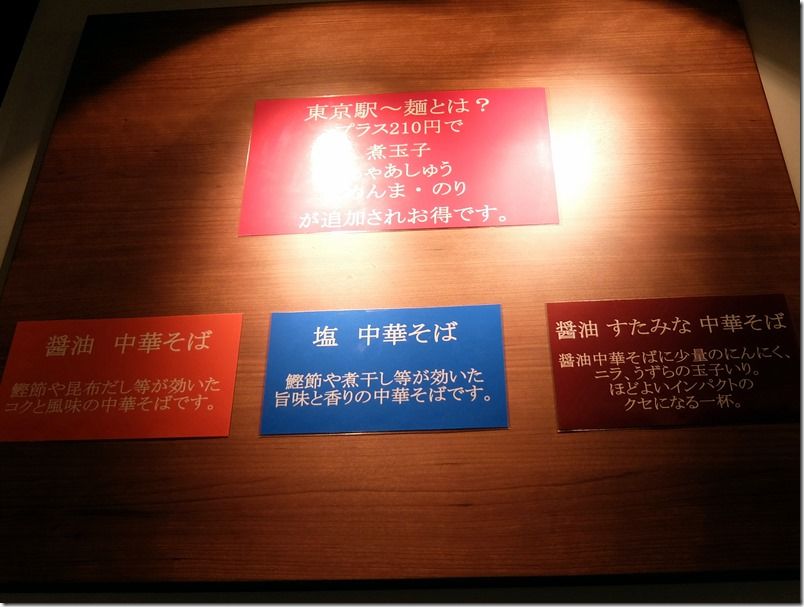 東京駅～麺とは？
プラス210円で
煮玉子
ゃあしゅう
んま・のり
が追加されお得です。
醤油 中華そば
鰹節や昆布だし等が効いた
コクと風味の中華そばです。
塩 中華そば
鰹節や煮干し等が効いた
旨味と香りの中華そばです。
醤油 すたみな 中華そば
醤油中華そばに少量のにんにく、
ニラ、うずらの玉子いり。
ほどよいインパクトの
クセになる一杯。